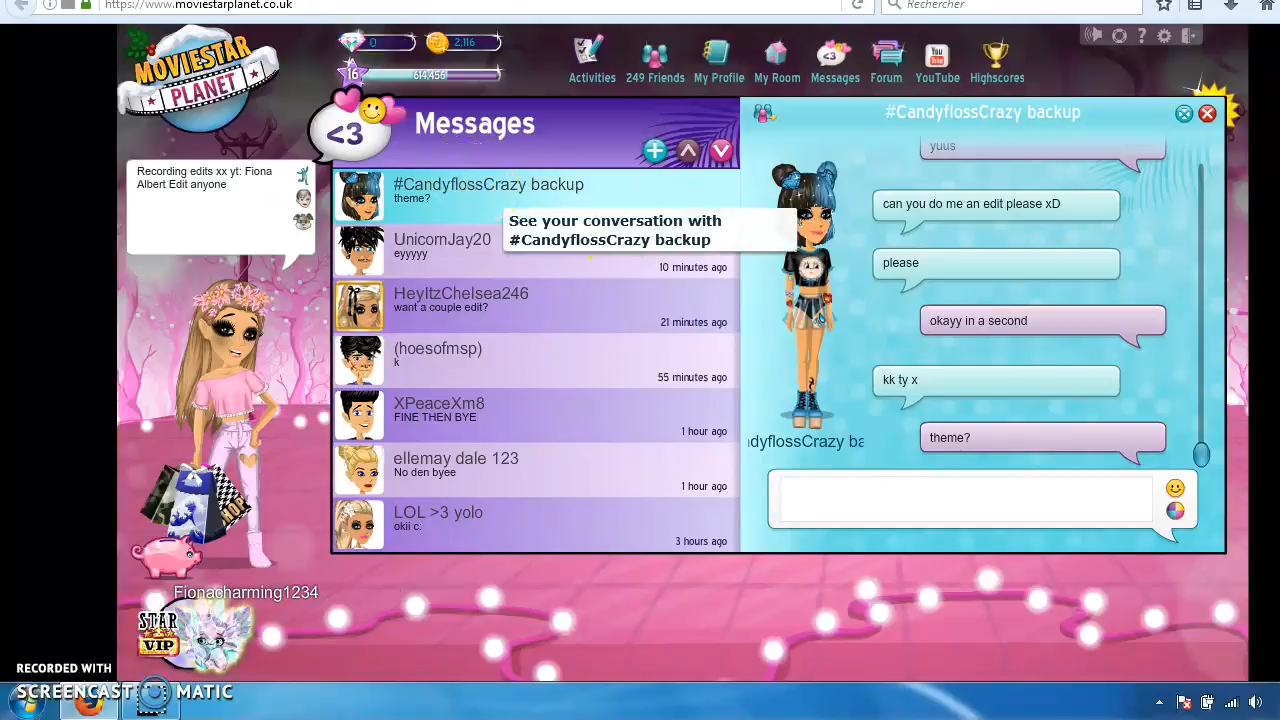 https://www.moviestarplanet.co.uk
Rechercher
MOVIESTAR
PLANET
0
2,116
16
614,456
Activities
249 Friends
My Profile
My Room
<3
Messages
Forum
You
Tube
YouTube
Highscores
<3
Messages
#CandyflossCrazy backup
Recording edits xx yt: Fiona
Albert Edit anyone
#CandyflossCrazy backup
theme?
See your conversation with
#CandyflossCrazy backup
UnicornJay20
eyyyyy
10 minutes ago
HeyItzChelsea246
want a couple edit?
21 minutes ago
(hoesofmsp)
k
55 minutes ago
XPeaceXm8
FINE THEN BYE
1 hour ago
ellemay dale 123
No den byee
1 hour ago
LOL >3 yolo
okii c:
3 hours ago
yuus
can you do me an edit please xD
please
okayy in a second
kk ty x
theme?
ndyflossCrazy ba
HOP
Fionacharming1234
STAR
VIP
RECORDED WITH
SCREENCAST MATIC